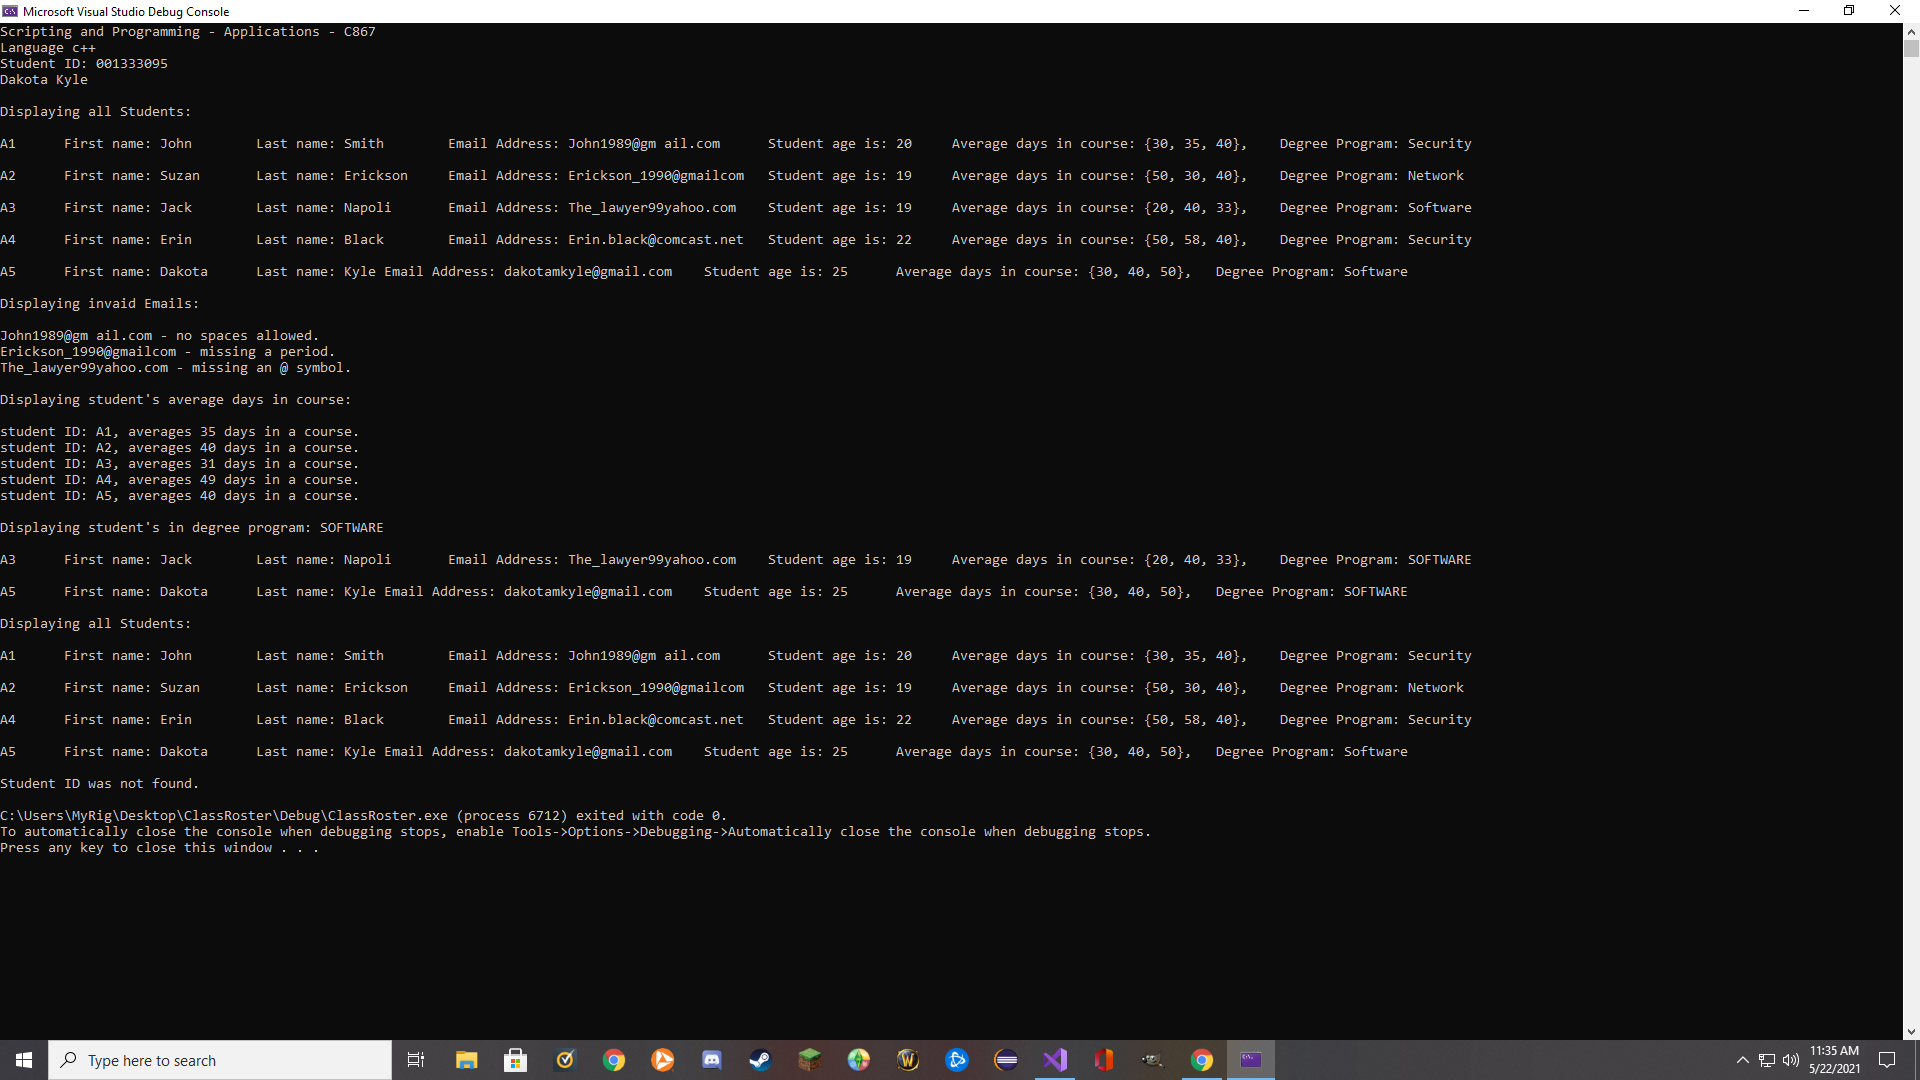 Microsoft Visual Studio Debug Console
Scripting and Programming - Applications - C867
Language c++
Student ID: 001333095
Dakota Kyle
Displaying all Students:
A1 First name: John Last name: Smith Email Address: John1989@gm ail.com Student age is: 20 Average days in course: {30, 35, 40}, Degree Program: Security
A2 First name: Suzan Last name: Erickson Email Address: Erickson_1990@gmailcom Student age is: 19 Average days in course: {50, 30, 40}, Degree Program: Network
A3 First name: Jack Last name: Napoli Email Address: The_lawyer99yahoo.com Student age is: 19 Average days in course: {20, 40, 33}, Degree Program: Software
A4 First name: Erin Last name: Black Email Address: Erin.black@comcast.net Student age is: 22 Average days in course: {50, 58, 40}, Degree Program: Security
A5 First name: Dakota Last name: Kyle Email Address: dakotamkyle@gmail.com Student age is: 25 Average days in course: {30, 40, 50}, Degree Program: Software
Displaying invaid Emails:
John1989@gm ail.com - no spaces allowed.
Erickson_1990@gmailcom - missing a period.
The_lawyer99yahoo.com - missing an @ symbol.
Displaying student's average days in course:
student ID: A1, averages 35 days in a course.
student ID: A2, averages 40 days in a course.
student ID: A3, averages 31 days in a course.
student ID: A4, averages 49 days in a course.
student ID: A5, averages 40 days in a course.
Displaying student's in degree program: SOFTWARE
A3 First name: Jack Last name: Napoli Email Address: The_lawyer99yahoo.com Student age is: 19 Average days in course: {20, 40, 33}, Degree Program: SOFTWARE
A5 First name: Dakota Last name: Kyle Email Address: dakotamkyle@gmail.com Student age is: 25 Average days in course: {30, 40, 50}, Degree Program: SOFTWARE
Displaying all Students:
A1 First name: John Last name: Smith Email Address: John1989@gm ail.com Student age is: 20 Average days in course: {30, 35, 40}, Degree Program: Security
A2 First name: Suzan Last name: Erickson Email Address: Erickson_1990@gmailcom Student age is: 19 Average days in course: {50, 30, 40}, Degree Program: Network
A4 First name: Erin Last name: Black Email Address: Erin.black@comcast.net Student age is: 22 Average days in course: {50, 58, 40}, Degree Program: Security
A5 First name: Dakota Last name: Kyle Email Address: dakotamkyle@gmail.com Student age is: 25 Average days in course: {30, 40, 50}, Degree Program: Software
Student ID was not found.
C:\Users\MyRig\Desktop\ClassRoster\Debug\ClassRoster.exe (process 6712) exited with code 0.
To automatically close the console when debugging stops, enable Tools->Options->Debugging->Automatically close the console when debugging stops.
Press any key to close this window . . .
Type here to search
11:35 AM
5/22/2021